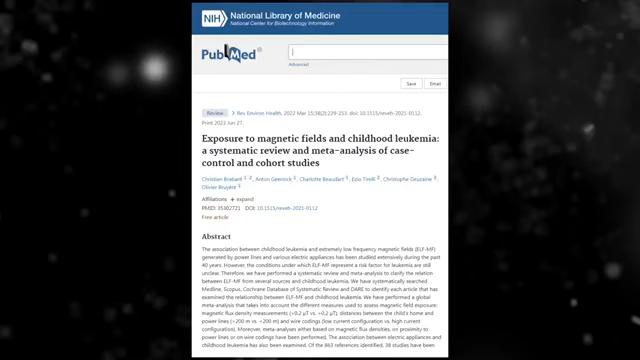 NIH National Library of Medicine
National Center for Biotechnology Information
PubMed®
Advanced
Save Email
Review > Rev Environ Health. 2022 Mar 15;38(2):229-253. doi: 10.1515/reveh-2021-0112.
Print 2023 Jun 27.
Exposure to magnetic fields and childhood leukemia:
a systematic review and meta-analysis of case-
control and cohort studies
Christian Brabant 1 2, Anton Geerinck 1, Charlotte Beaudart 1, Ezio Tirelli 2, Christophe Geuzaine 3,
Olivier Bruyère 1
Affiliations + expand
PMID: 35302721 DOI: 10.1515/reveh-2021-0112
Free article
Abstract
The association between childhood leukemia and extremely low frequency magnetic fields (ELF-MF)
generated by power lines and various electric appliances has been studied extensively during the past
40 years. However, the conditions under which ELF-MF represent a risk factor for leukemia are still
unclear. Therefore, we have performed a systematic review and meta-analysis to clarify the relation
between ELF-MF from several sources and childhood leukemia. We have systematically searched
Medline, Scopus, Cochrane Database of Systematic Review and DARE to identify each article that has
examined the relationship between ELF-MF and childhood leukemia. We have performed a global
meta-analysis that takes into account the different measures used to assess magnetic field exposure:
magnetic flux density measurements (<0.2 µT vs. >0.2 µT), distances between the child's home and
power lines (>200 m vs. <200 m) and wire codings (low current configuration vs. high current
configuration). Moreover, meta-analyses either based on magnetic flux densities, on proximity to
power lines or on wire codings have been performed. The association between electric appliances and
childhood leukemia has also been examined. Of the 863 references identified, 38 studies have been